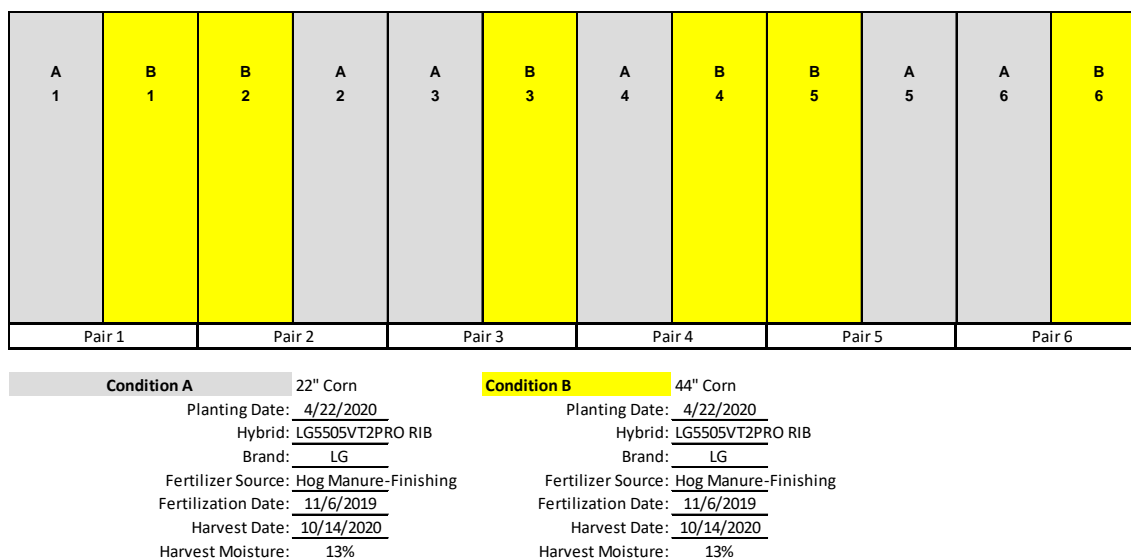 A B B A A B A B B A A B
1 1 2 2 3 3 4 4 5 5 6 6
Pair 1 Pair 2 Pair 3 Pair 4 Pair 5 Pair 6
Condition A 22" Corn Condition B 44" Corn
Planting Date: 4/22/2020 Planting Date: 4/22/2020
Hybrid: LG5505VT2PRO RIB Hybrid: LG5505VT2PRO RIB
Brand: LG Brand: LG
Fertilizer Source: Hog Manure-Finishing Fertilizer Source: Hog Manure-Finishing
Fertilization Date: 11/6/2019 Fertilization Date: 11/6/2019
Harvest Date: 10/14/2020 Harvest Date: 10/14/2020
Harvest Moisture: 13% Harvest Moisture: 13%